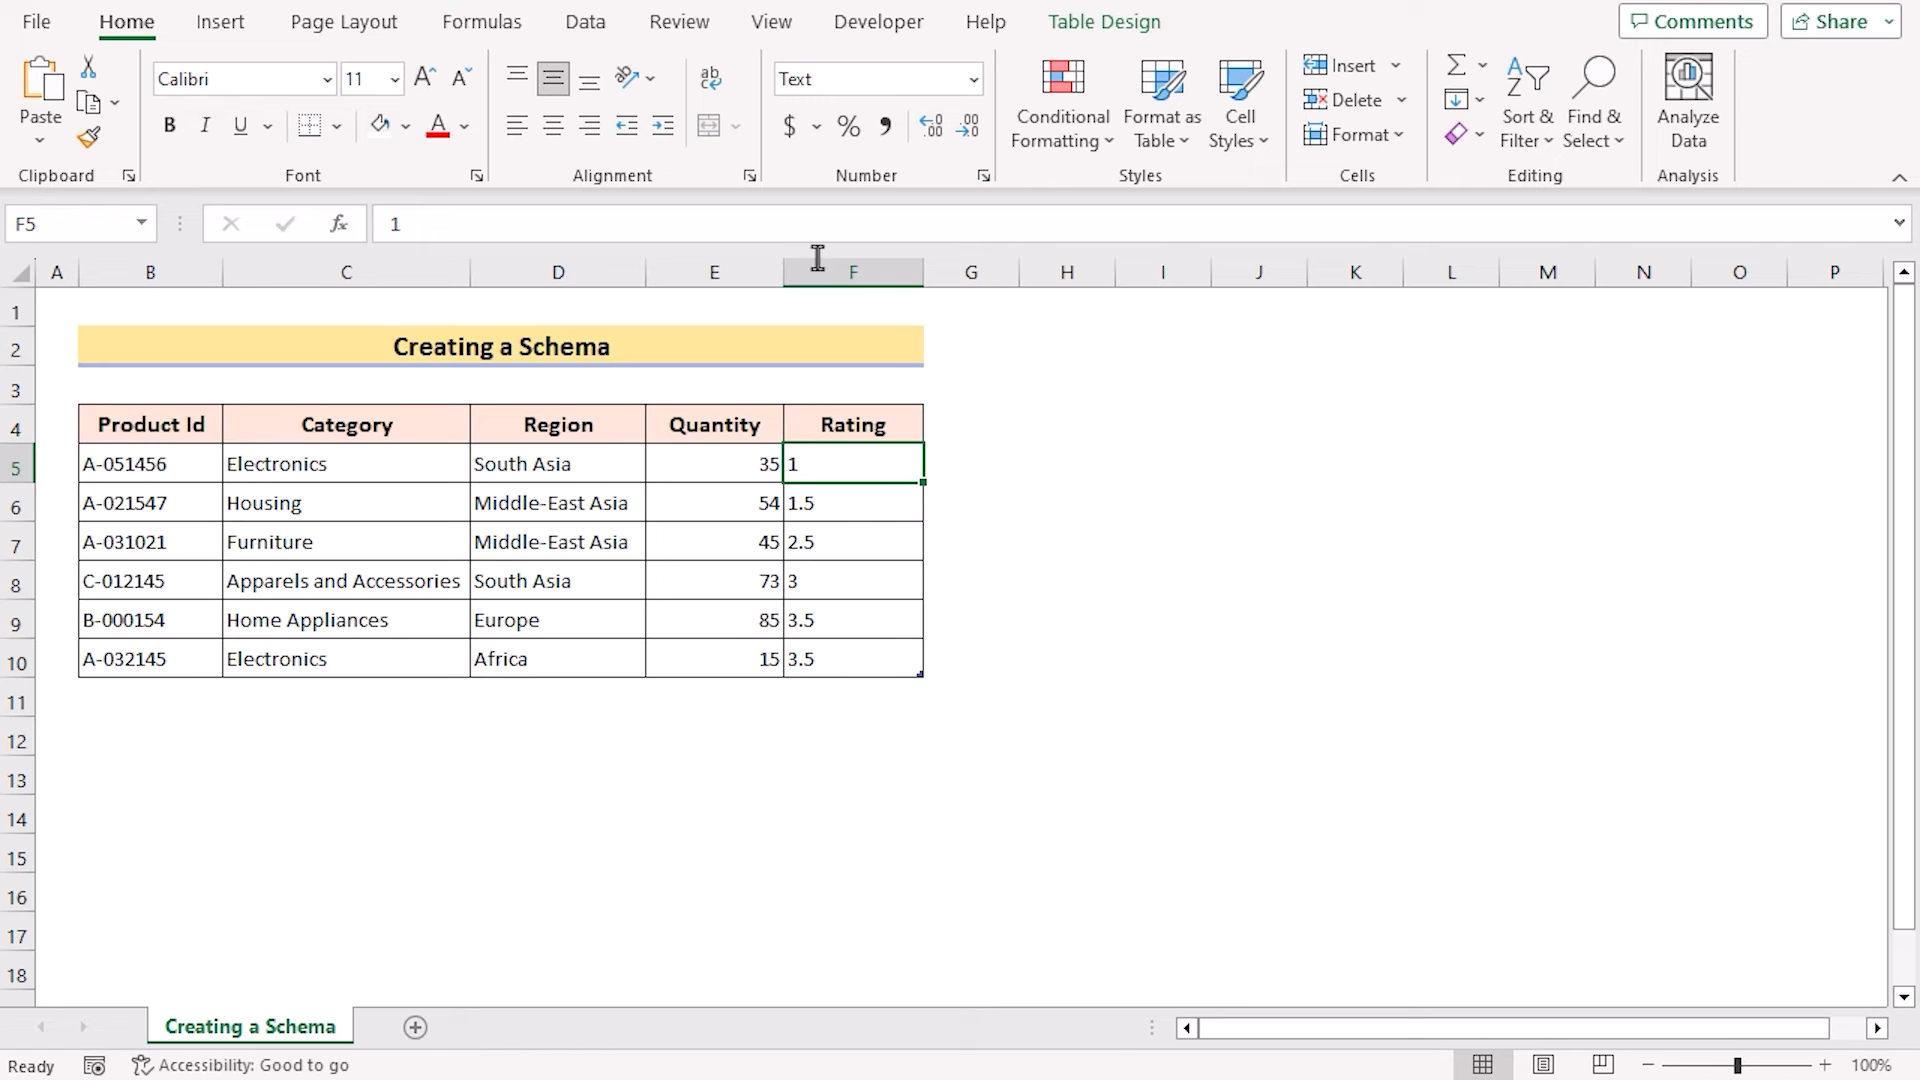 File Home Insert Page Layout Formulas Data Review View Developer Help Table Design Comments Share
Calibri 11 A A ab Text Insert Σ A Z
Paste B I U A $ % , .00 .0 Conditional Formatting Format as Table Cell Styles Delete Format Sort & Filter Find & Select Analyze Data
Clipboard Font Alignment Number Styles Cells Editing Analysis
F5 fx 1
A B C D E F G H I J K L M N O P
1
2 Creating a Schema
3
4 Product Id Category Region Quantity Rating
5 A-051456 Electronics South Asia 35 1
6 A-021547 Housing Middle-East Asia 54 1.5
7 A-031021 Furniture Middle-East Asia 45 2.5
8 C-012145 Apparels and Accessories South Asia 73 3
9 B-000154 Home Appliances Europe 85 3.5
10 A-032145 Electronics Africa 15 3.5
11
12
13
14
15
16
17
18
Creating a Schema
Ready Accessibility: Good to go 100%